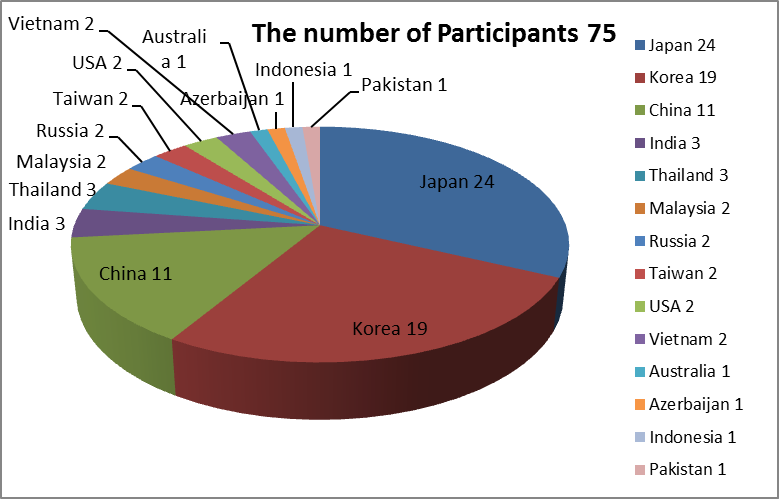 The number of Participants 75
Vietnam 2
Australi
a 1
USA 2
Indonesia 1
Pakistan 1
Taiwan 2
Azerbaijan 1
Russia 2
Malaysia 2
Thailand 3
India 3
China 11
Japan 24
Korea 19
Japan 24
Korea 19
China 11
India 3
Thailand 3
Malaysia 2
Russia 2
Taiwan 2
USA 2
Vietnam 2
Australia 1
Azerbaijan 1
Indonesia 1
Pakistan 1